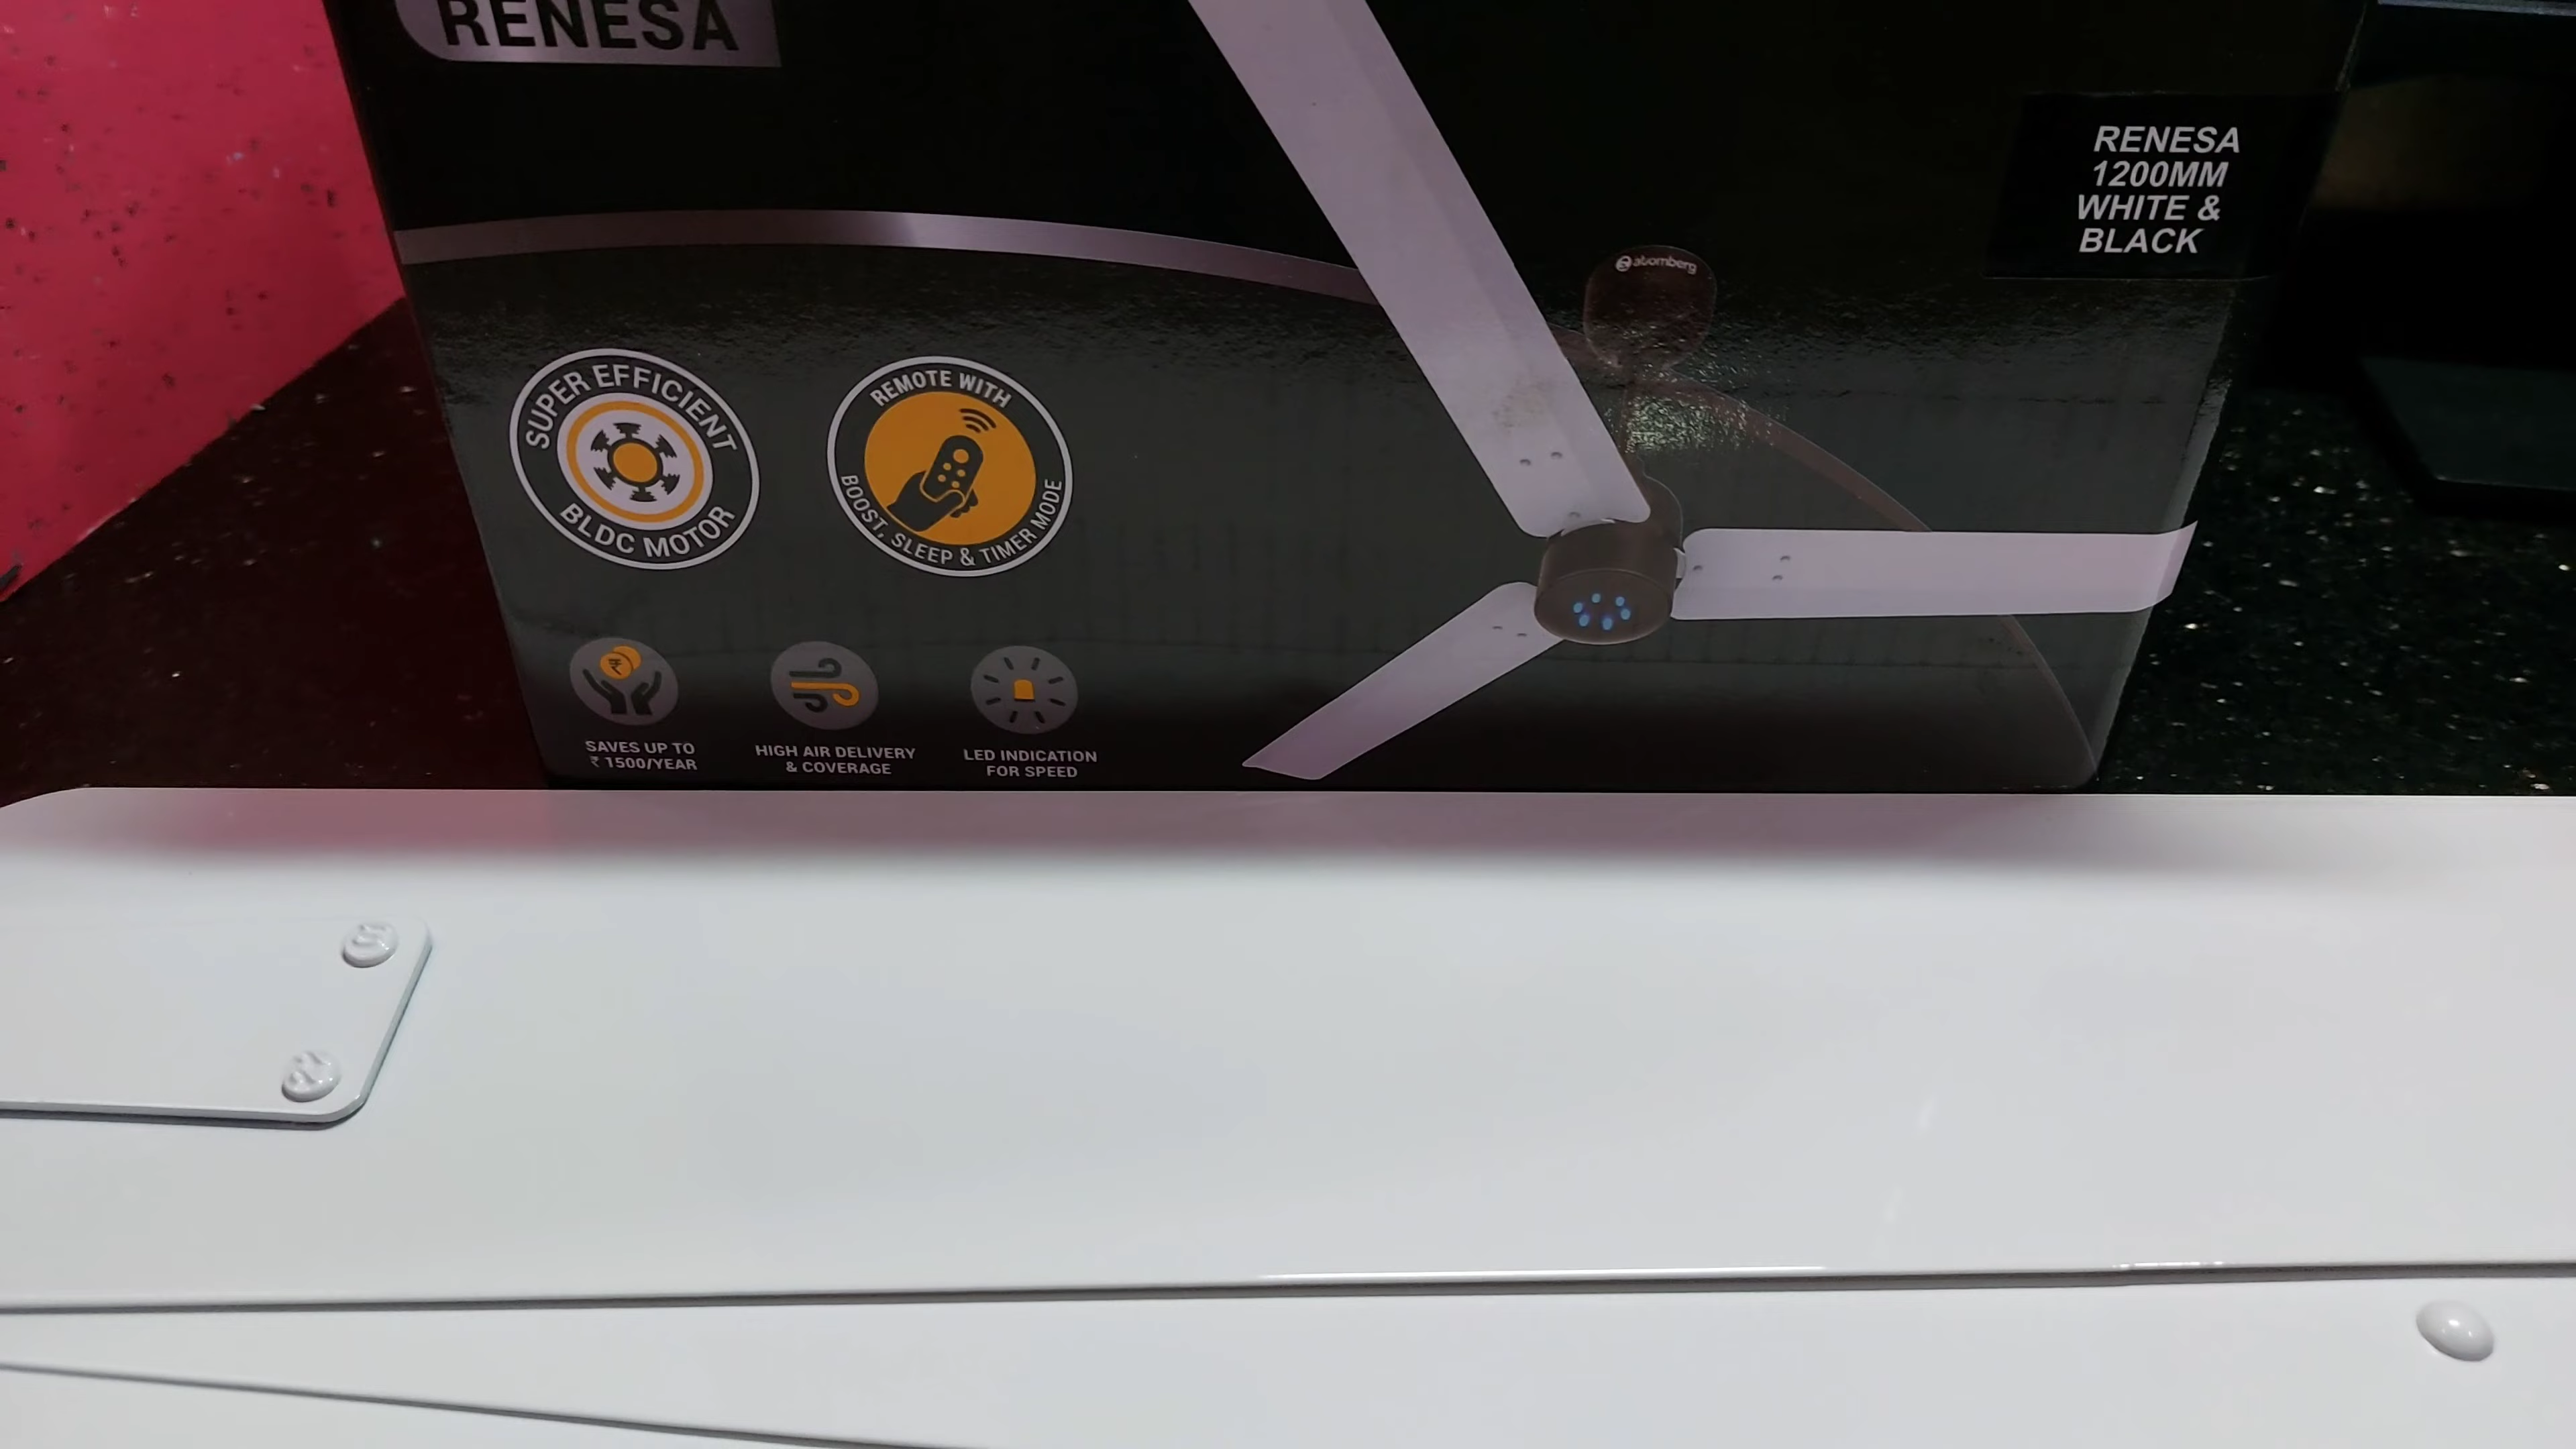 RENESA
RENESA
1200MM
WHITE &
BLACK
atomberg
SUPER EFFICIENT
BLDC MOTOR
REMOTE WITH
BOOST, SLEEP & TIMER MODE
SAVES UP TO
₹ 1500/YEAR
HIGH AIR DELIVERY
& COVERAGE
LED INDICATION
FOR SPEED